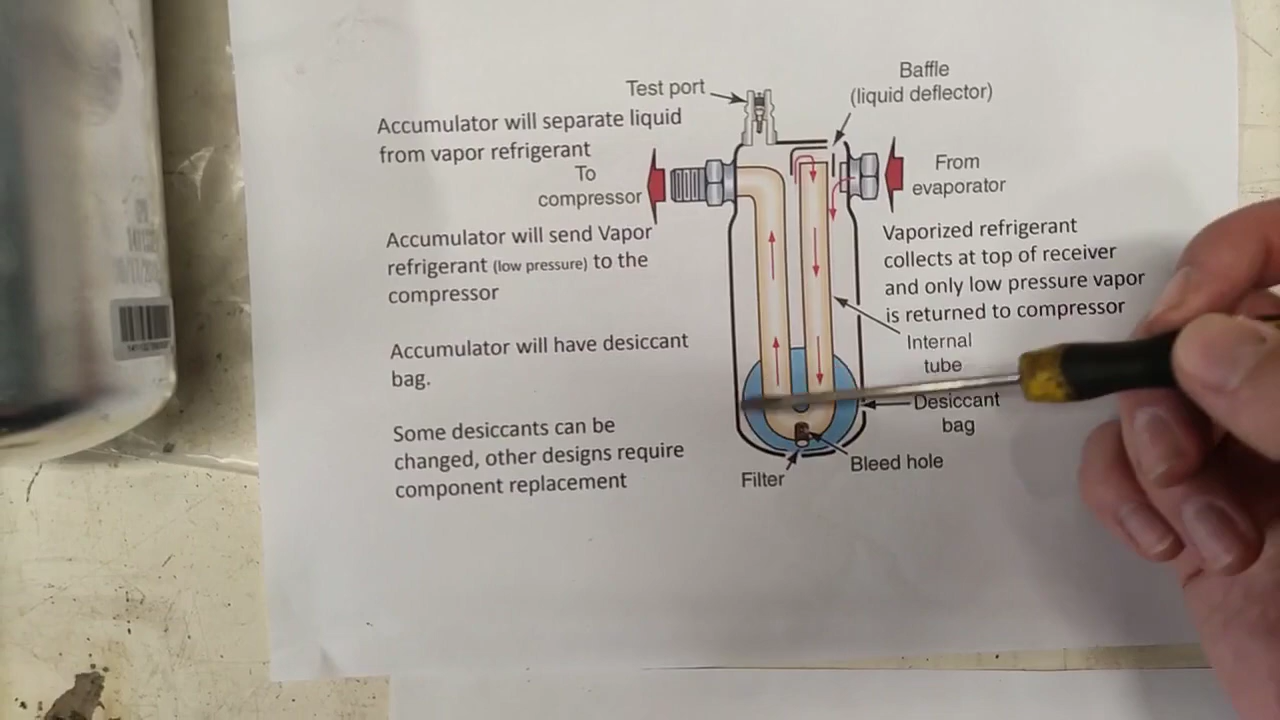 Test port
Baffle
(liquid deflector)
Accumulator will separate liquid
from vapor refrigerant
To
compressor
From
evaporator
Accumulator will send Vapor
refrigerant (low pressure) to the
compressor
Vaporized refrigerant
collects at top of receiver
and only low pressure vapor
is returned to compressor
Internal
tube
Accumulator will have desiccant
bag.
Desiccant
bag
Some desiccants can be
changed, other designs require
component replacement
Bleed hole
Filter